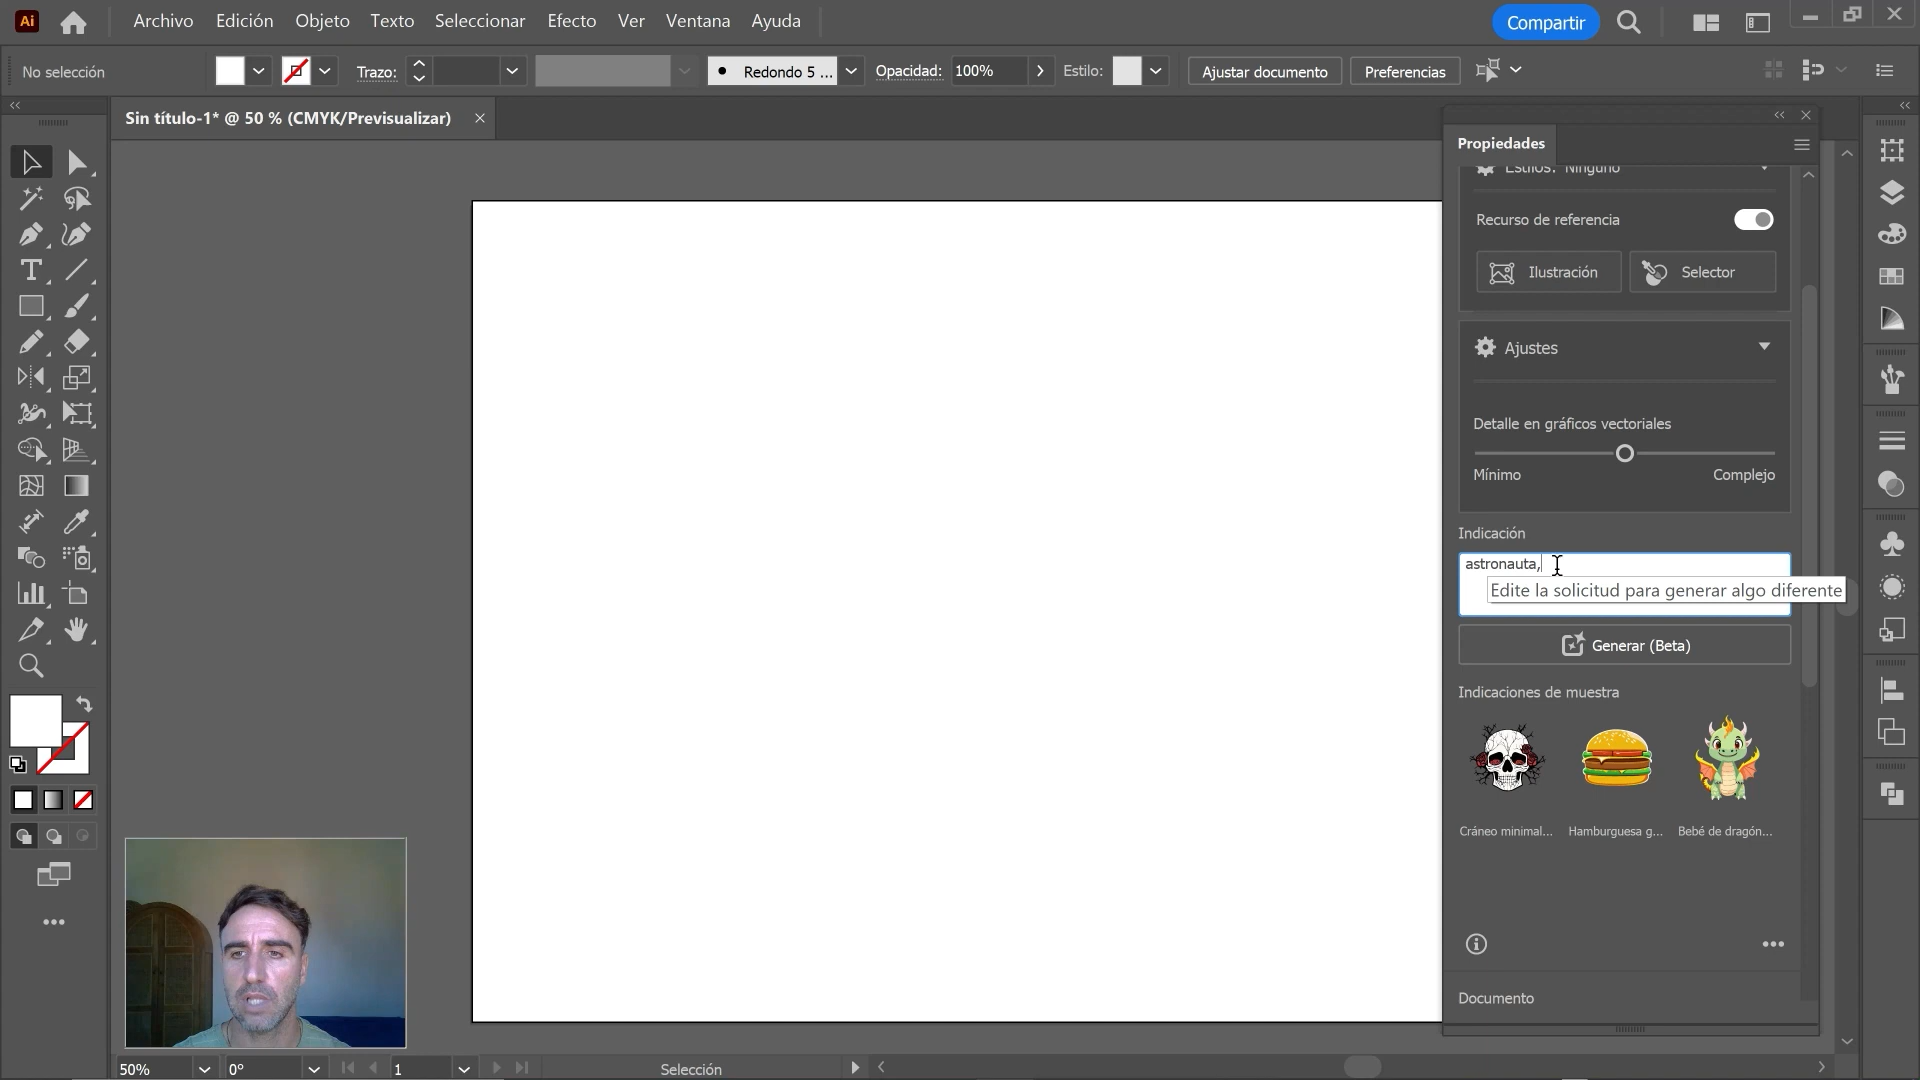 Ai
Archivo Edición Objeto Texto Seleccionar Efecto Ver Ventana Ayuda
Compartir
No selección
Trazo:
Redondo 5 ...
Opacidad: 100%
Estilo:
Ajustar documento
Preferencias
Sin título-1* @ 50 % (CMYK/Previsualizar)
Propiedades
Estilos: Ninguno
Recurso de referencia
Ilustración
Selector
Ajustes
Detalle en gráficos vectoriales
Mínimo
Complejo
Indicación
astronauta,
Edite la solicitud para generar algo diferente
Generar (Beta)
Indicaciones de muestra
Cráneo minimal...
Hamburguesa g...
Bebé de dragón...
Documento
50%
0°
1
Selección